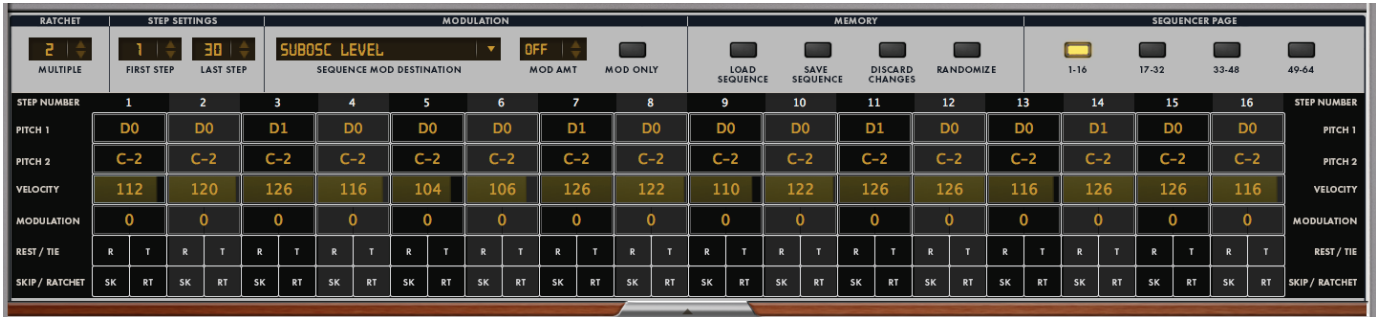 RATCHET STEP SETTINGS MODULATION MEMORY SEQUENCER PAGE
2 1 30 SUBOSC LEVEL OFF
MULTIPLE FIRST STEP LAST STEP SEQUENCE MOD DESTINATION MOD AMT MOD ONLY LOAD SEQUENCE SAVE SEQUENCE DISCARD CHANGES RANDOMIZE 1-16 17-32 33-48 49-64
STEP NUMBER 1 2 3 4 5 6 7 8 9 10 11 12 13 14 15 16 STEP NUMBER
PITCH 1 D0 D0 D1 D0 D0 D0 D1 D0 D0 D0 D1 D0 D0 D1 D0 D0 PITCH 1
PITCH 2 C-2 C-2 C-2 C-2 C-2 C-2 C-2 C-2 C-2 C-2 C-2 C-2 C-2 C-2 C-2 C-2 PITCH 2
VELOCITY 112 120 126 116 104 106 126 122 110 122 126 126 116 126 126 116 VELOCITY
MODULATION 0 0 0 0 0 0 0 0 0 0 0 0 0 0 0 0 MODULATION
REST / TIE R T R T R T R T R T R T R T R T R T R T R T R T R T R T R T R T REST / TIE
SKIP / RATCHET SK RT SK RT SK RT SK RT SK RT SK RT SK RT SK RT SK RT SK RT SK RT SK RT SK RT SK RT SK RT SK RT SKIP / RATCHET